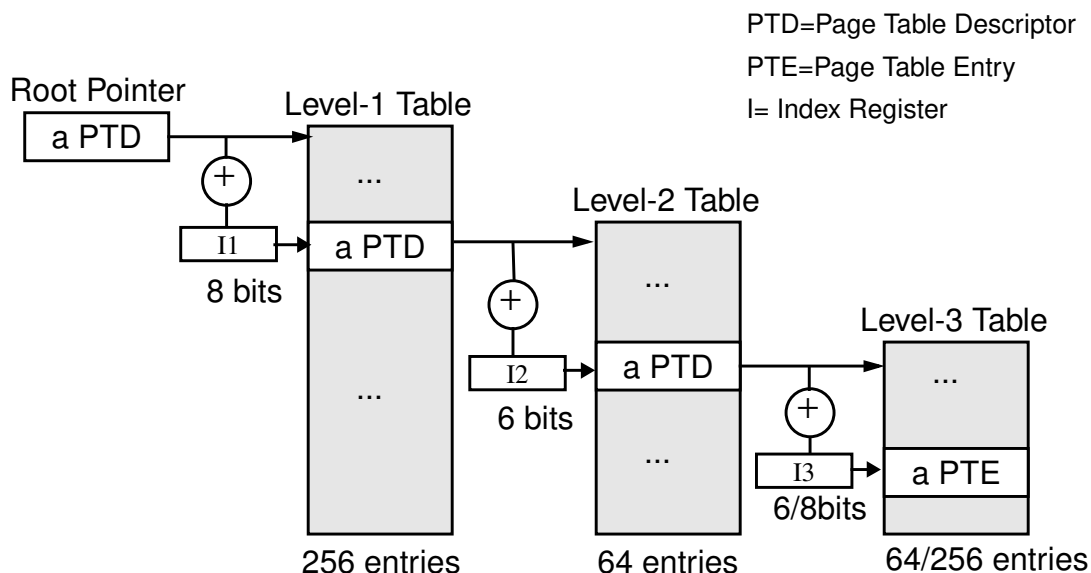 PTD=Page Table Descriptor
PTE=Page Table Entry
I= Index Register
Root Pointer
a PTD
+
I1
8 bits
Level-1 Table
...
a PTD
...
256 entries
+
I2
6 bits
Level-2 Table
...
a PTD
...
64 entries
+
I3
6/8bits
Level-3 Table
...
a PTE
64/256 entries